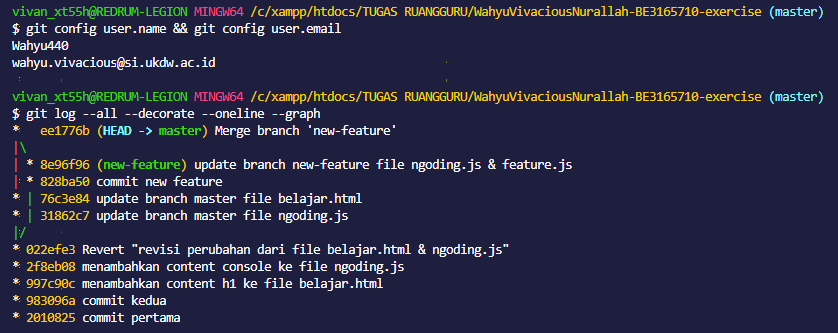 vivan_xt55h@REDRUM-LEGION MINGW64 /c/xampp/htdocs/TUGAS RUANGGURU/WahyuVivaciousNurallah-BE3165710-exercise (master)
$ git config user.name && git config user.email
Wahyu440
wahyu.vivacious@si.ukdw.ac.id
vivan_xt55h@REDRUM-LEGION MINGW64 /c/xampp/htdocs/TUGAS RUANGGURU/WahyuVivaciousNurallah-BE3165710-exercise (master)
$ git log --all --decorate --oneline --graph
*   ee1776b (HEAD -> master) Merge branch 'new-feature'
|\
| * 8e96f96 (new-feature) update branch new-feature file ngoding.js & feature.js
| * 828ba50 commit new feature
* | 76c3e84 update branch master file belajar.html
* | 31862c7 update branch master file ngoding.js
|/
* 022efe3 Revert "revisi perubahan dari file belajar.html & ngoding.js"
* 2f8eb08 menambahkan content console ke file ngoding.js
* 997c90c menambahkan content h1 ke file belajar.html
* 983096a commit kedua
* 2010825 commit pertama